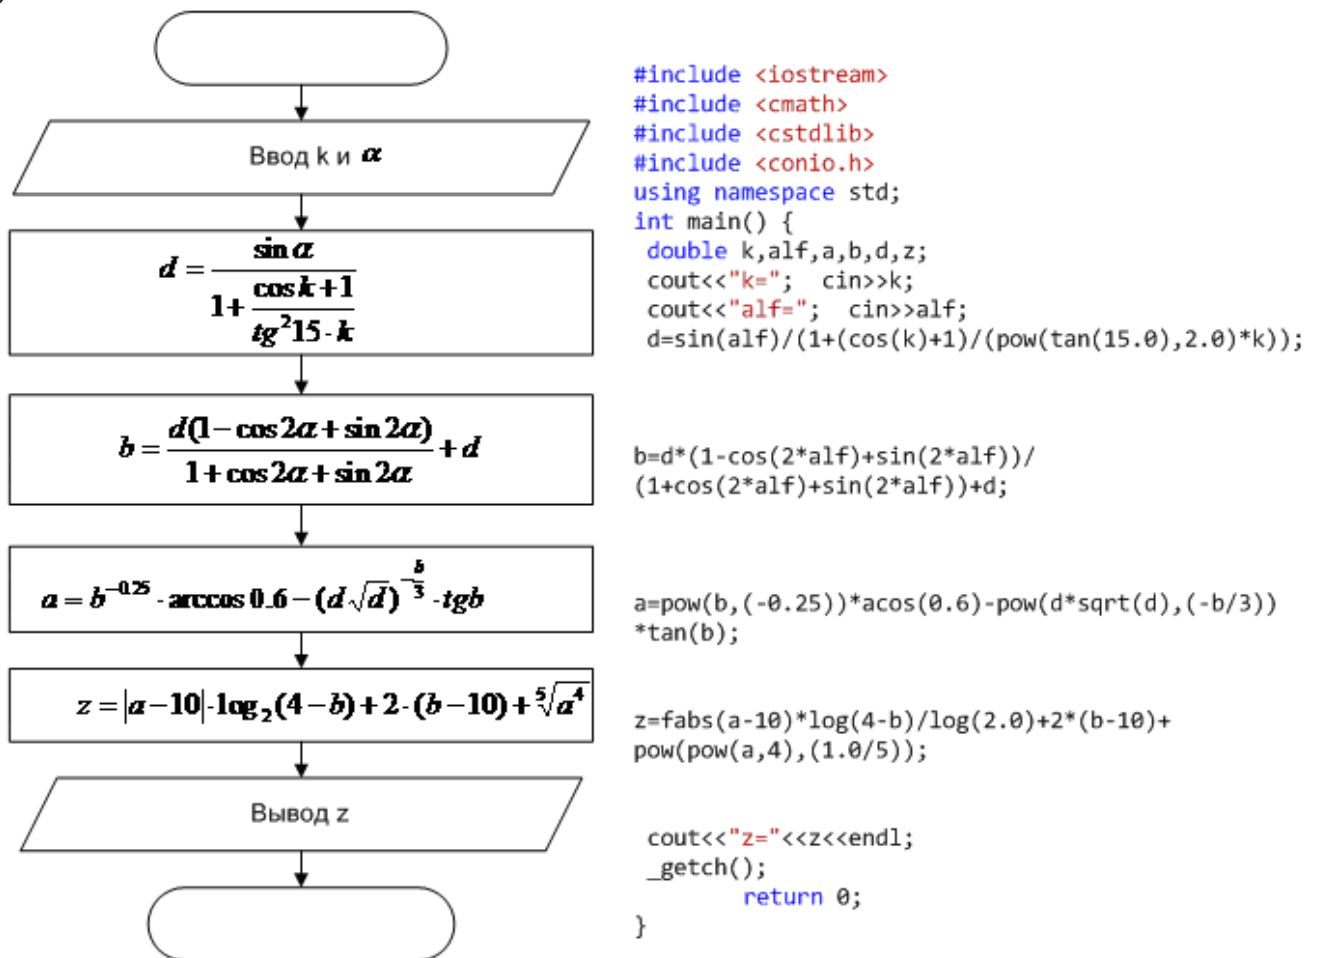 Ввод k и α
d = sin α / (1 + (cos k + 1) / (tg²15 · k))
b = d(1 − cos 2α + sin 2α) / (1 + cos 2α + sin 2α) + d
a = b^(−0.25) · arccos 0.6 − (d√d)^(−b/3) · tgb
z = |a − 10| · log₂(4 − b) + 2 · (b − 10) + ⁵√a⁴
Вывод z
#include <iostream>
#include <cmath>
#include <cstdlib>
#include <conio.h>
using namespace std;
int main() {
double k,alf,a,b,d,z;
cout<<"k="; cin>>k;
cout<<"alf="; cin>>alf;
d=sin(alf)/(1+(cos(k)+1)/(pow(tan(15.0),2.0)*k));
b=d*(1-cos(2*alf)+sin(2*alf))/
(1+cos(2*alf)+sin(2*alf))+d;
a=pow(b,(-0.25))*acos(0.6)-pow(d*sqrt(d),(-b/3))
*tan(b);
z=fabs(a-10)*log(4-b)/log(2.0)+2*(b-10)+
pow(pow(a,4),(1.0/5));
cout<<"z="<<z<<endl;
_getch();
return 0;
}